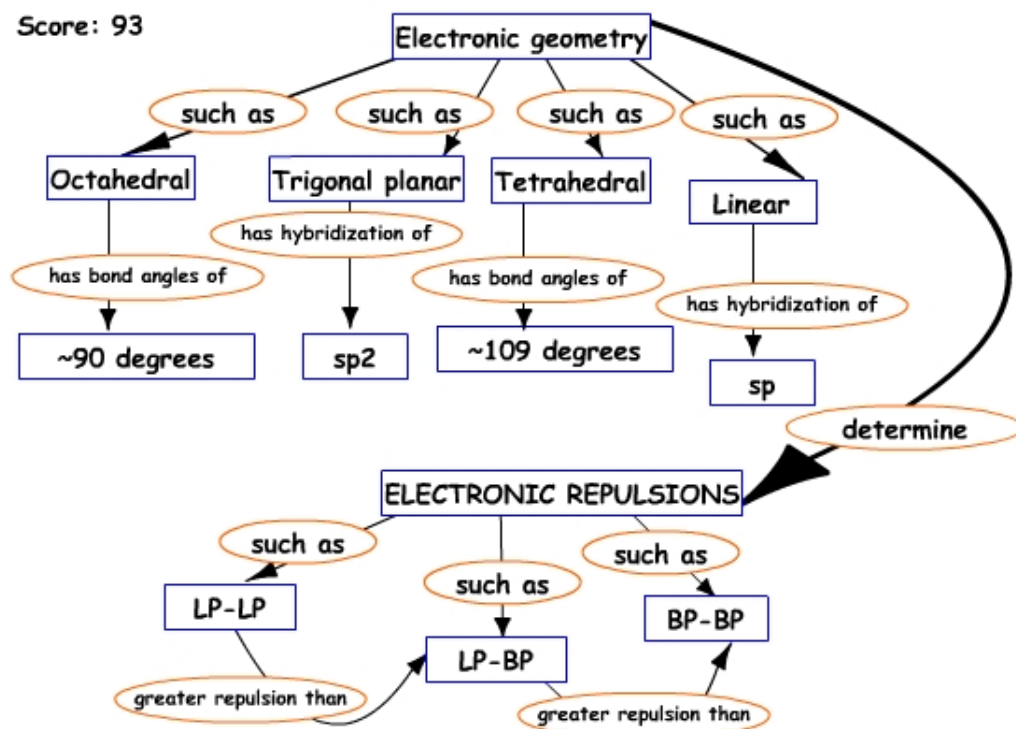 Score: 93
Electronic geometry
such as
such as
such as
such as
Octahedral
Trigonal planar
Tetrahedral
Linear
has bond angles of
has hybridization of
has bond angles of
has hybridization of
~90 degrees
sp2
~109 degrees
sp
determine
ELECTRONIC REPULSIONS
such as
such as
such as
LP-LP
LP-BP
BP-BP
greater repulsion than
greater repulsion than